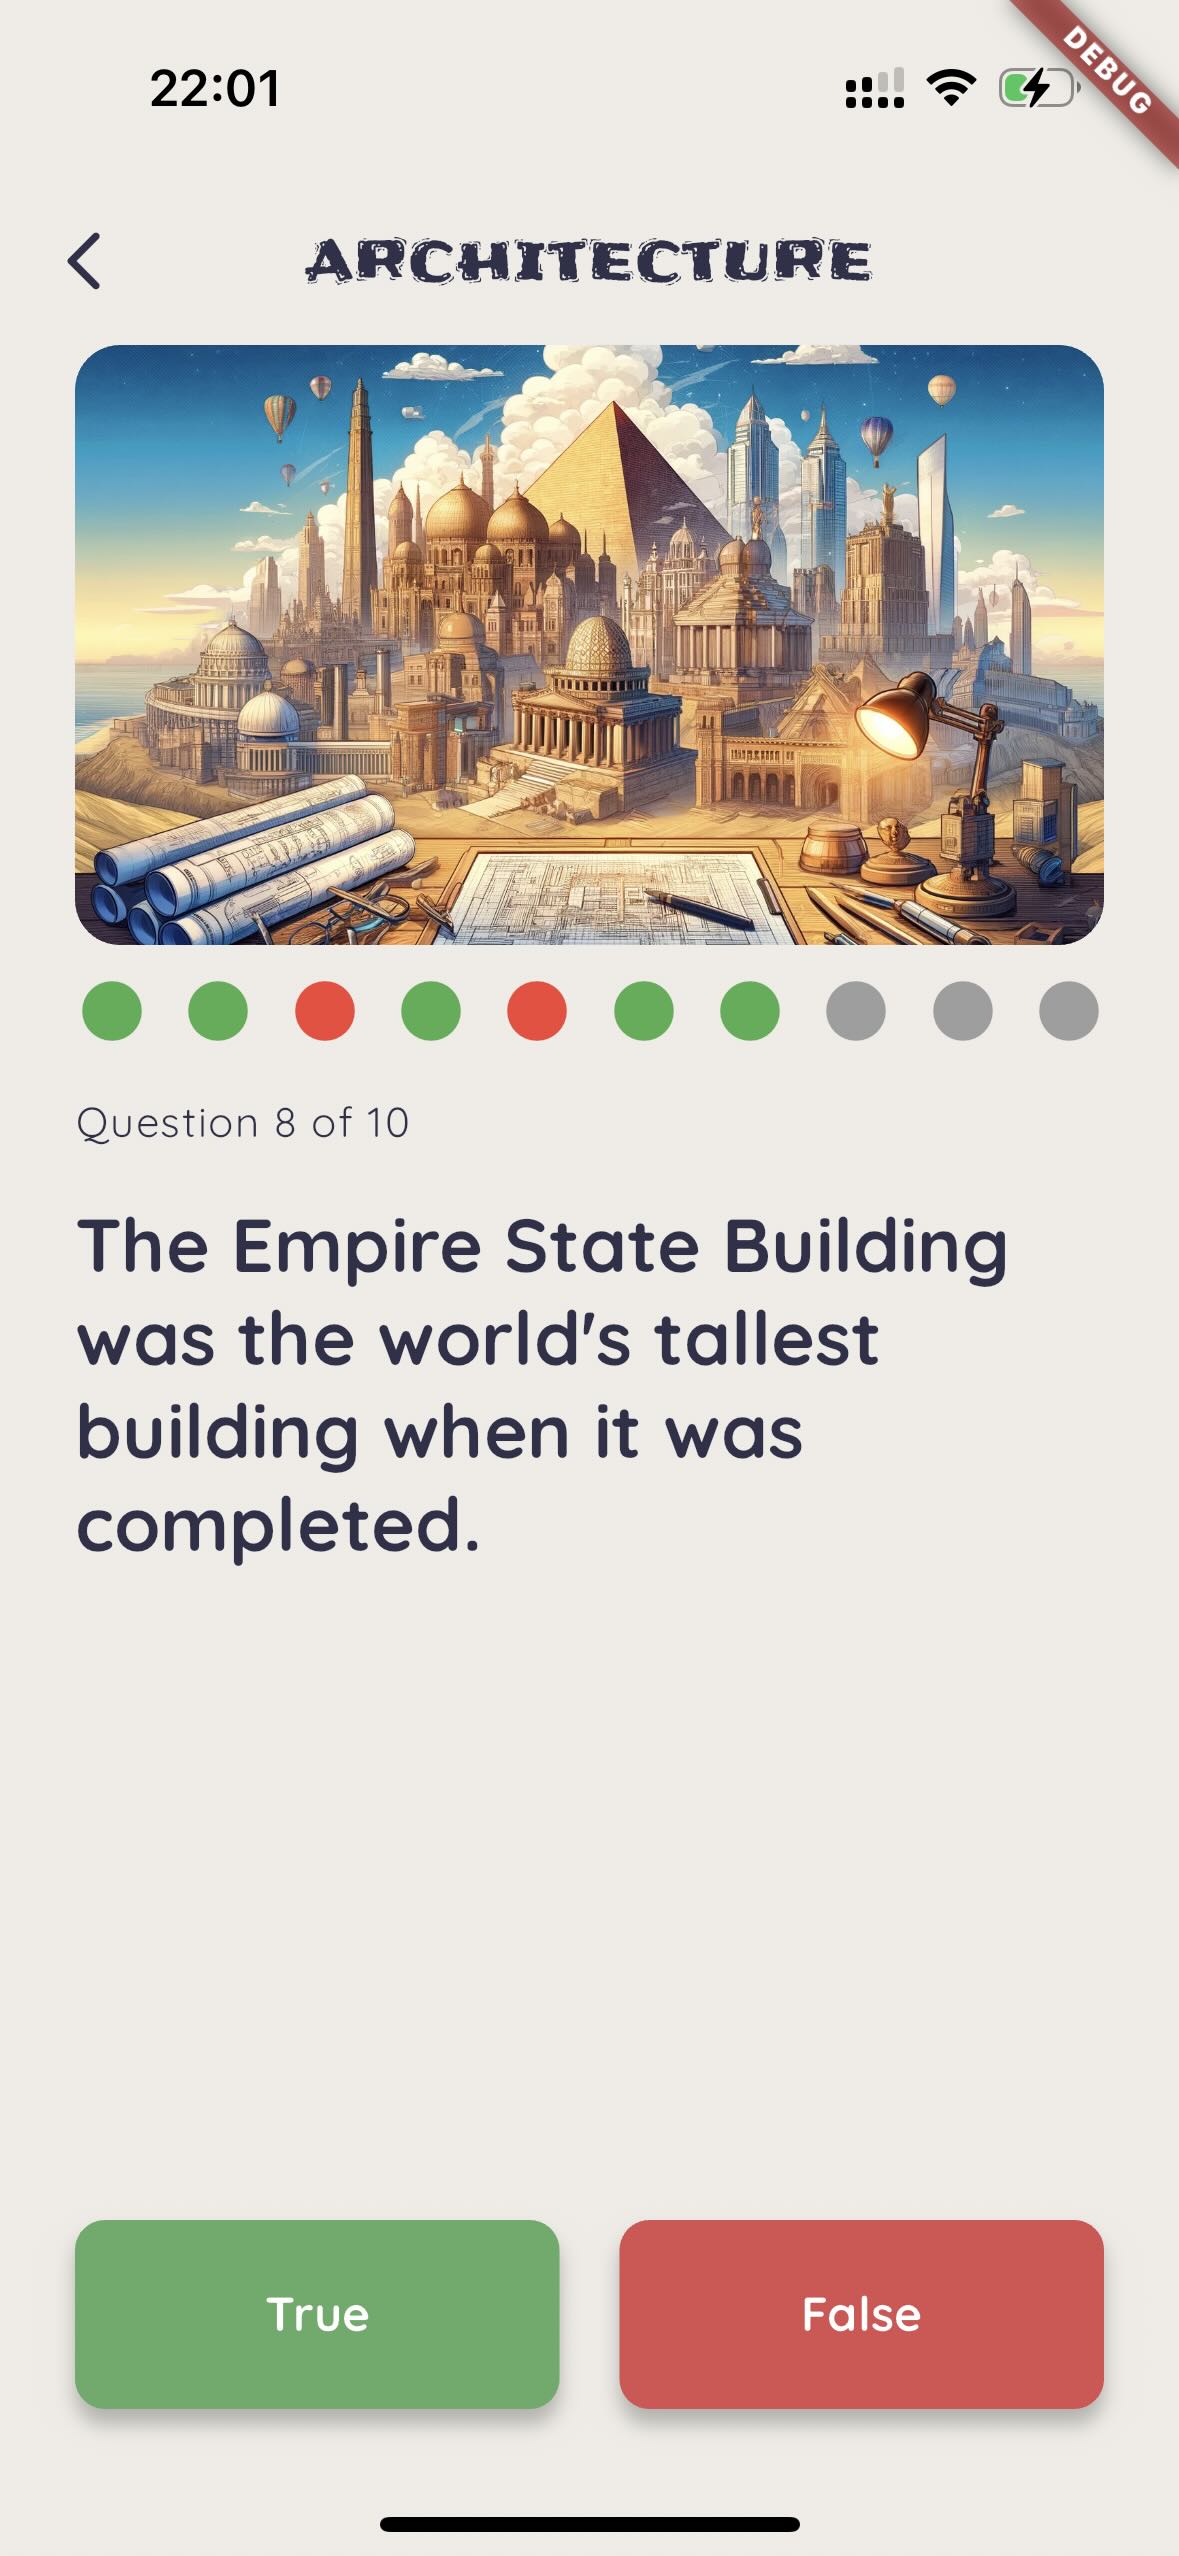 22:01
DEBUG
ARCHITECTURE
Question 8 of 10
The Empire State Building
was the world's tallest
building when it was
completed.
True
False